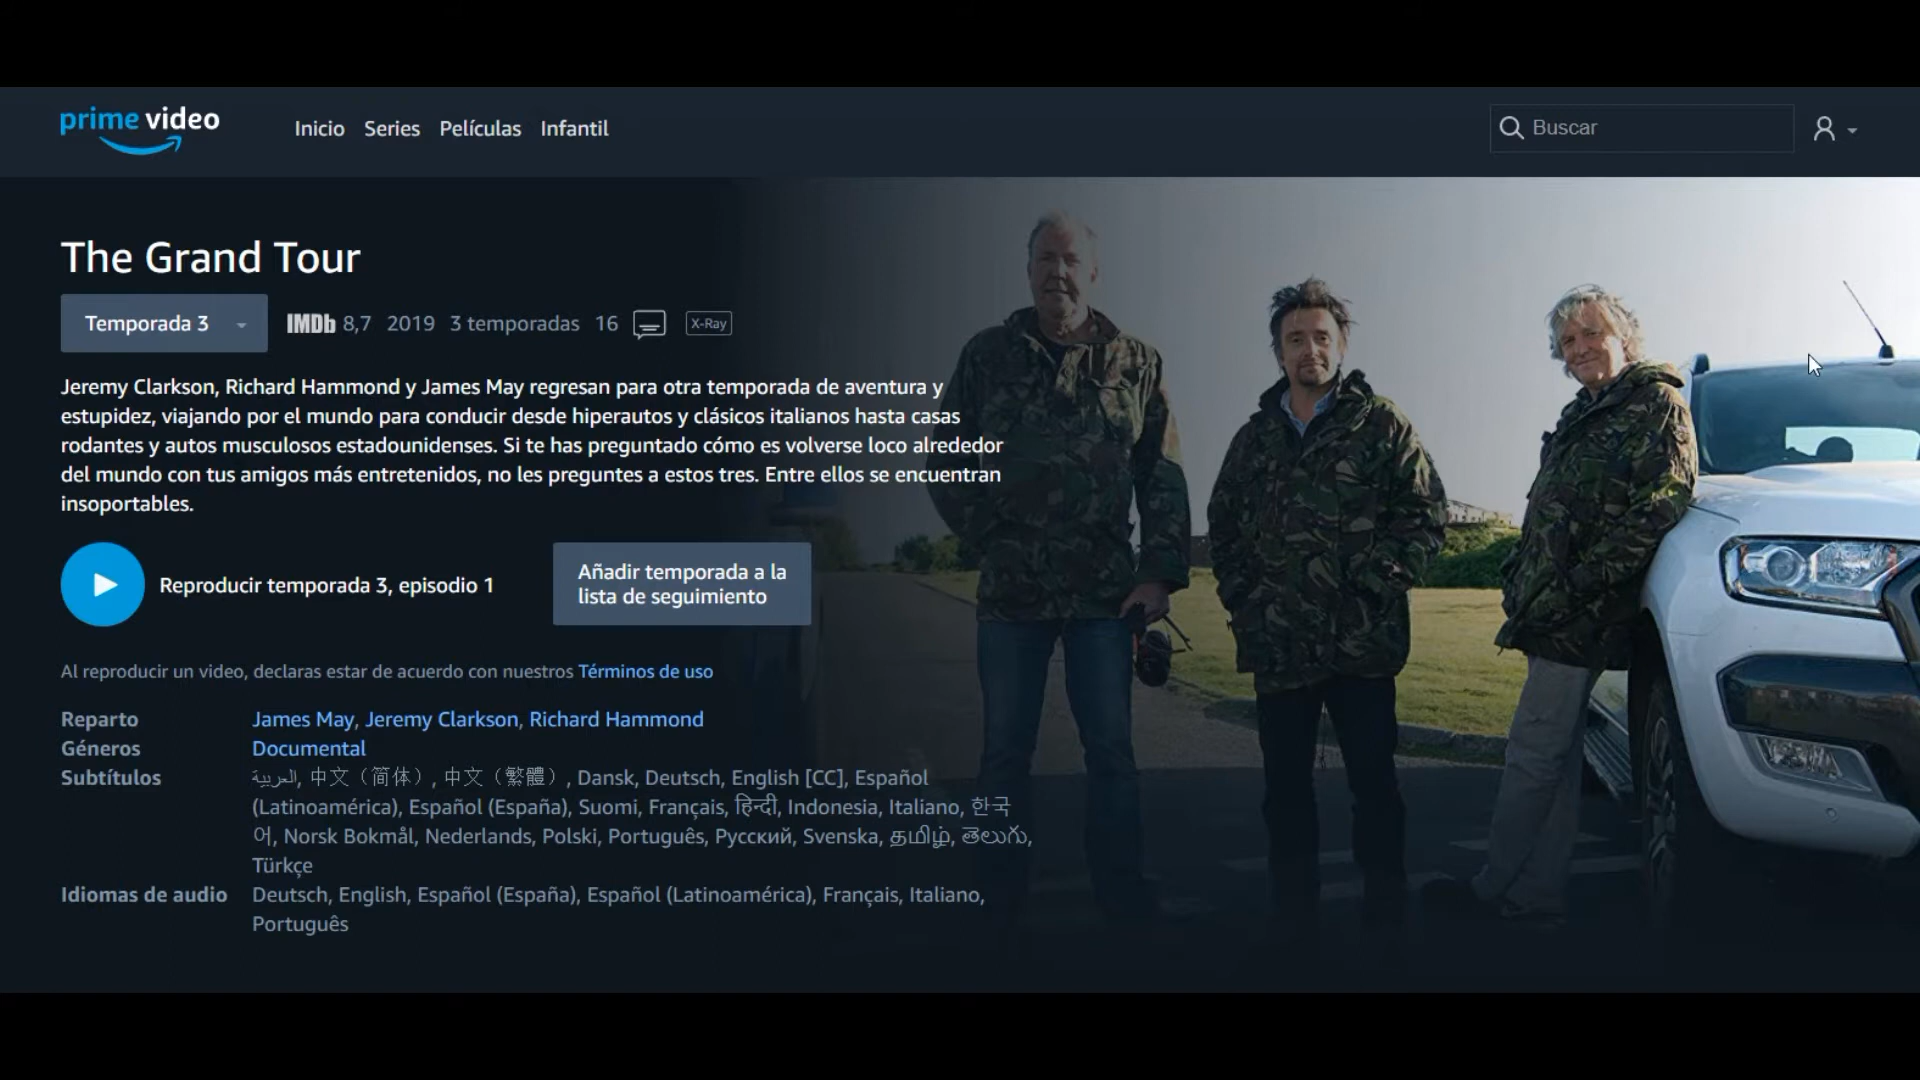 prime video
Inicio Series Películas Infantil
Buscar
The Grand Tour
Temporada 3
IMDb 8,7 2019 3 temporadas 16 X-Ray
Jeremy Clarkson, Richard Hammond y James May regresan para otra temporada de aventura y
estupidez, viajando por el mundo para conducir desde hiperautos y clásicos italianos hasta casas
rodantes y autos musculosos estadounidenses. Si te has preguntado cómo es volverse loco alrededor
del mundo con tus amigos más entretenidos, no les preguntes a estos tres. Entre ellos se encuentran
insoportables.
Reproducir temporada 3, episodio 1
Añadir temporada a la
lista de seguimiento
Al reproducir un video, declaras estar de acuerdo con nuestros Términos de uso
Reparto James May, Jeremy Clarkson, Richard Hammond
Géneros Documental
Subtítulos العربية, 中文（简体）, 中文（繁體）, Dansk, Deutsch, English [CC], Español
(Latinoamérica), Español (España), Suomi, Français, हिन्दी, Indonesia, Italiano, 한국
어, Norsk Bokmål, Nederlands, Polski, Português, Русский, Svenska, தமிழ், తెలుగు,
Türkçe
Idiomas de audio Deutsch, English, Español (España), Español (Latinoamérica), Français, Italiano,
Português